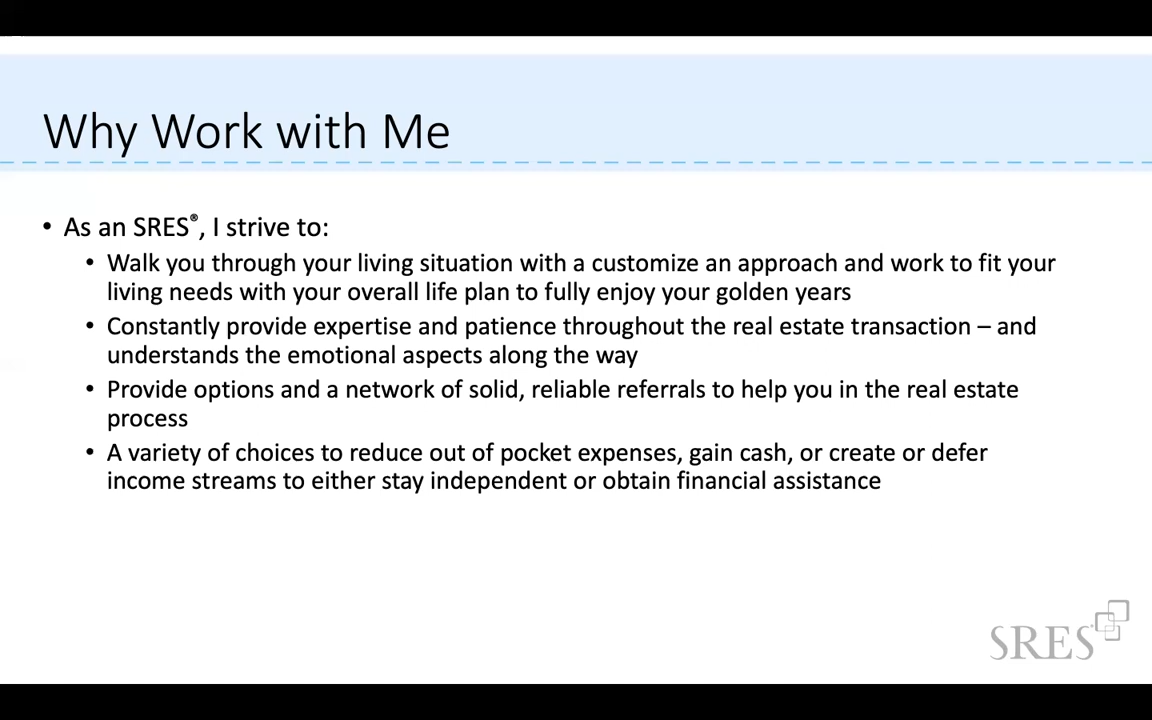 Why Work with Me
• As an SRES®, I strive to:
• Walk you through your living situation with a customize an approach and work to fit your
living needs with your overall life plan to fully enjoy your golden years
• Constantly provide expertise and patience throughout the real estate transaction – and
understands the emotional aspects along the way
• Provide options and a network of solid, reliable referrals to help you in the real estate
process
• A variety of choices to reduce out of pocket expenses, gain cash, or create or defer
income streams to either stay independent or obtain financial assistance
SRES